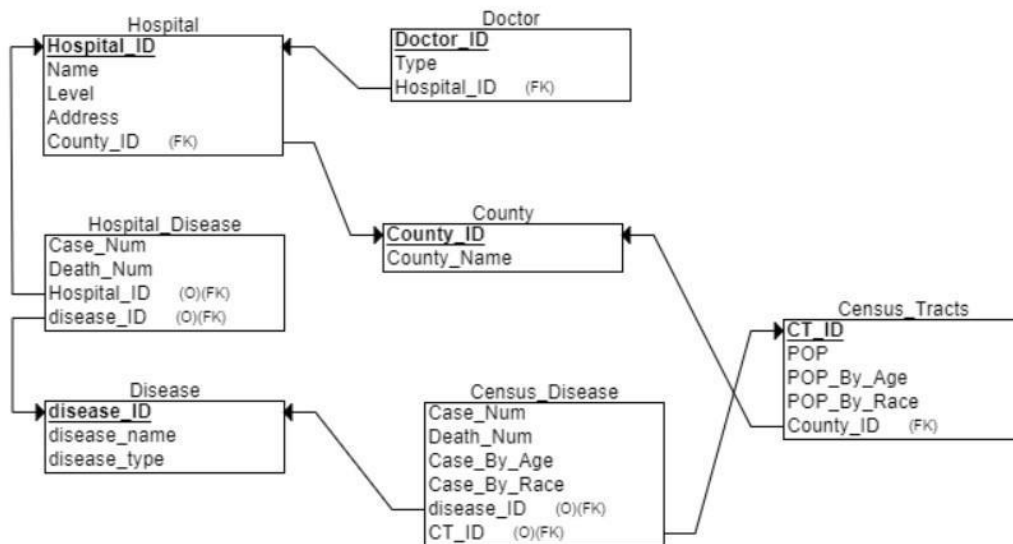 Hospital
Hospital_ID
Name
Level
Address
County_ID (FK)
Doctor
Doctor_ID
Type
Hospital_ID (FK)
Hospital_Disease
Case_Num
Death_Num
Hospital_ID (O)(FK)
disease_ID (O)(FK)
County
County_ID
County_Name
Census_Tracts
CT_ID
POP
POP_By_Age
POP_By_Race
County_ID (FK)
Disease
disease_ID
disease_name
disease_type
Census_Disease
Case_Num
Death_Num
Case_By_Age
Case_By_Race
disease_ID (O)(FK)
CT_ID (O)(FK)